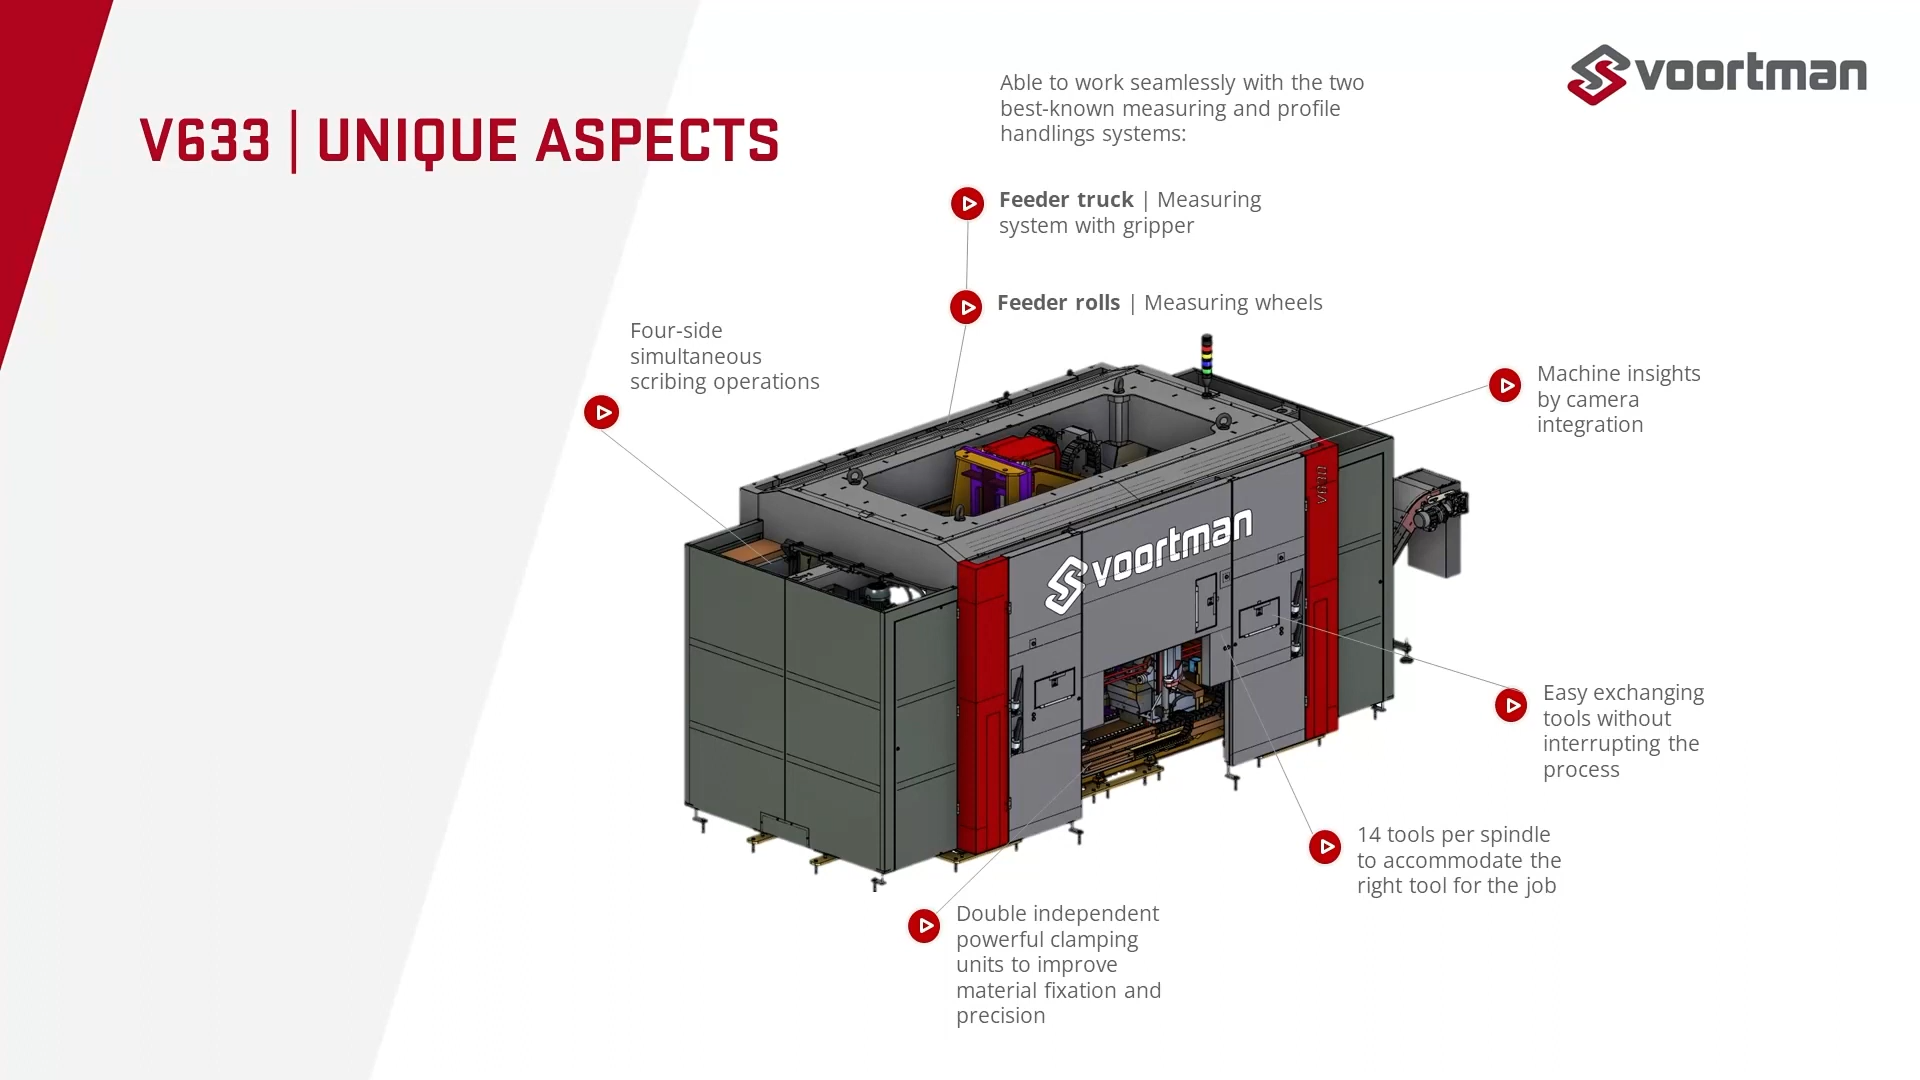 V633 | UNIQUE ASPECTS
voortman
Able to work seamlessly with the two
best-known measuring and profile
handlings systems:
Feeder truck | Measuring
system with gripper
Feeder rolls | Measuring wheels
Four-side
simultaneous
scribing operations
Machine insights
by camera
integration
voortman
Easy exchanging
tools without
interrupting the
process
14 tools per spindle
to accommodate the
right tool for the job
Double independent
powerful clamping
units to improve
material fixation and
precision